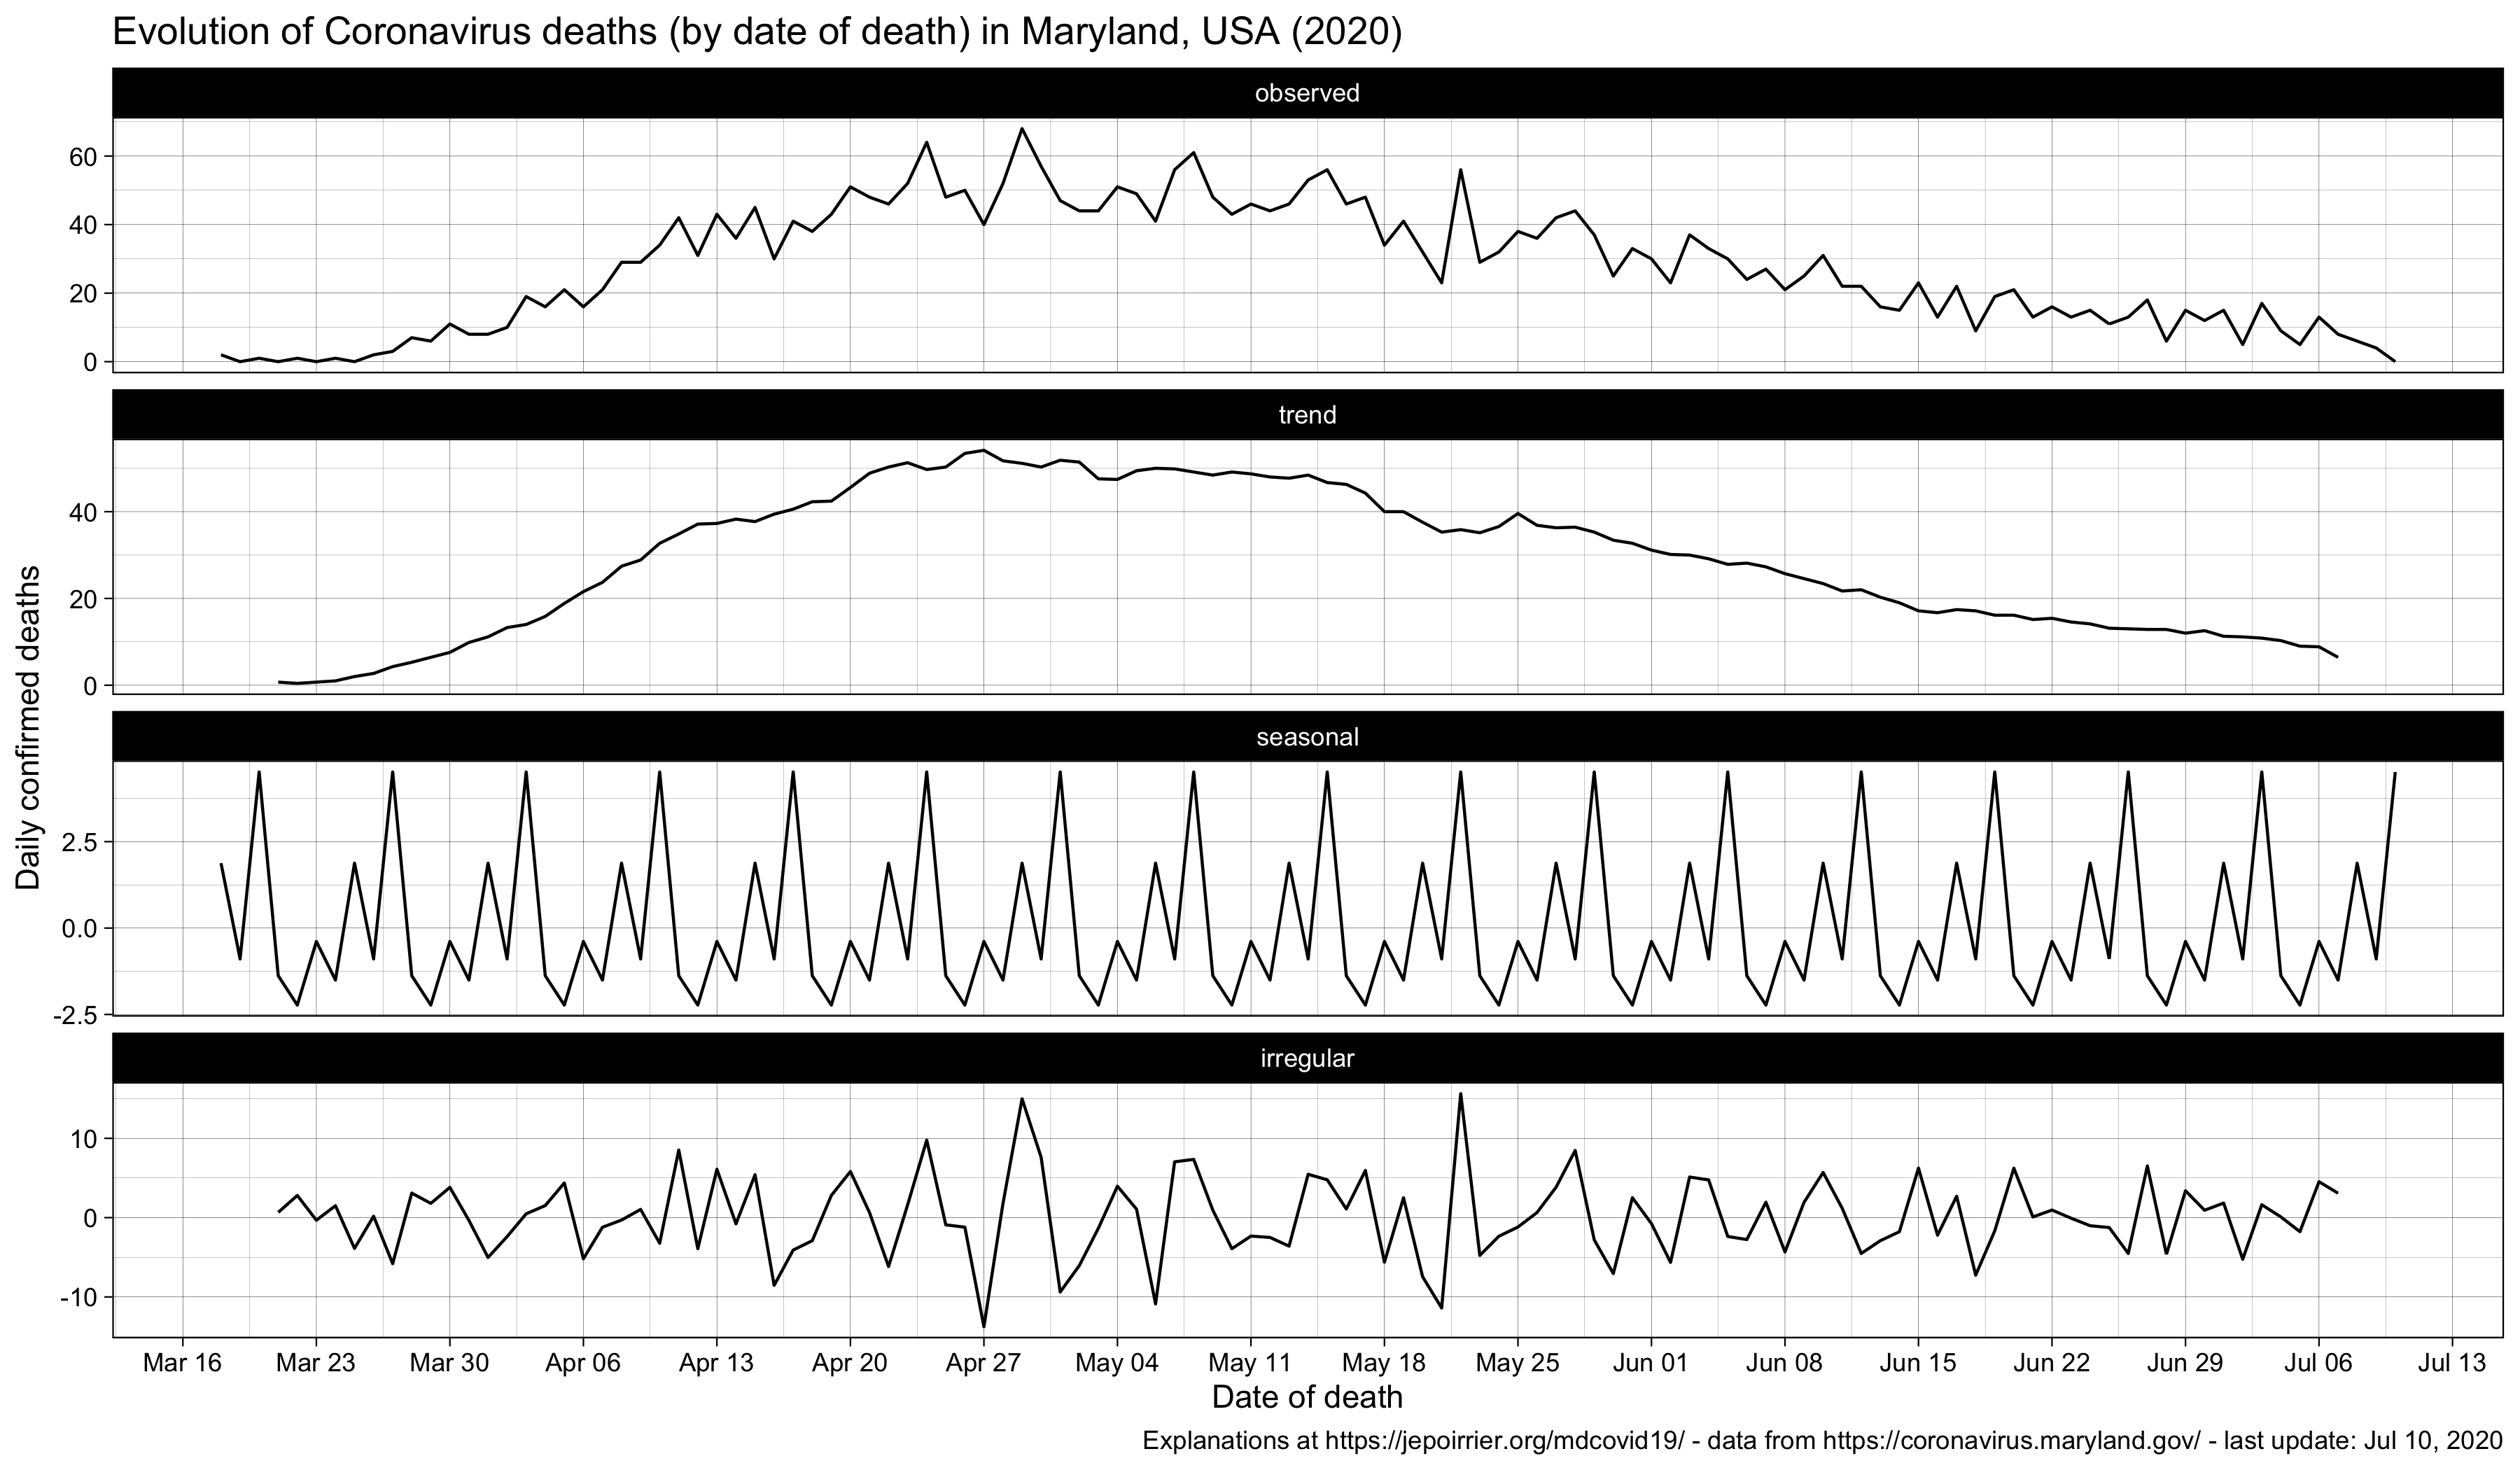 Evolution of Coronavirus deaths (by date of death) in Maryland, USA (2020)
observed
60
40
20
0
trend
40
20
0
seasonal
2.5
0.0
-2.5
irregular
10
0
-10
Daily confirmed deaths
Mar 16 Mar 23 Mar 30 Apr 06 Apr 13 Apr 20 Apr 27 May 04 May 11 May 18 May 25 Jun 01 Jun 08 Jun 15 Jun 22 Jun 29 Jul 06 Jul 13
Date of death
Explanations at https://jepoirrier.org/mdcovid19/ - data from https://coronavirus.maryland.gov/ - last update: Jul 10, 2020